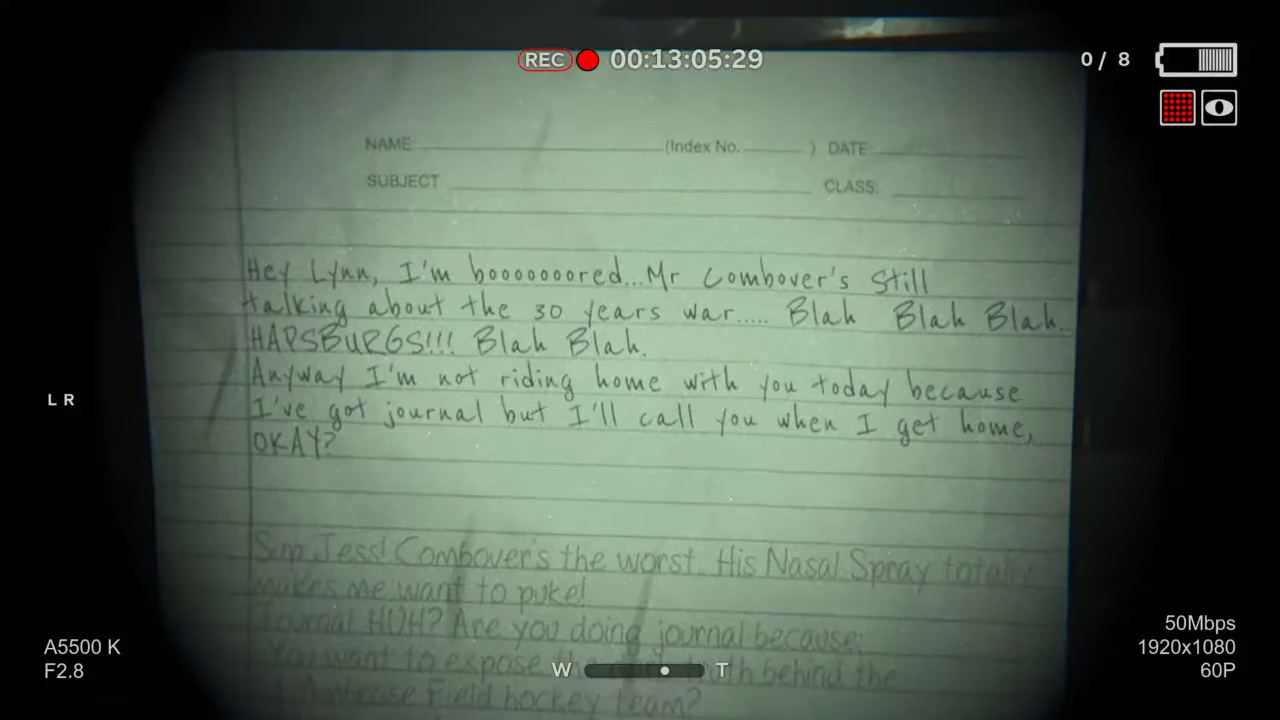 REC 00:13:05:29
0 / 8
NAME (Index No. ) DATE
SUBJECT CLASS:
Hey Lynn, I'm boooooooored...Mr Combover's Still
talking about the 30 years war..... Blah Blah Blah..
HAPSBURGS!!! Blah Blah.
Anyway I'm not riding home with you today because
I've got journal but I'll call you when I get home,
OKAY?
L R
Sup Jess! Combover's the worst. His Nasal Spray totally
makes me want to puke!
Journal HUH? Are you doing journal because:
You want to expose the truth behind the
Ambrose Field hockey team?
A5500 K
F2.8
W T
50Mbps
1920x1080
60P